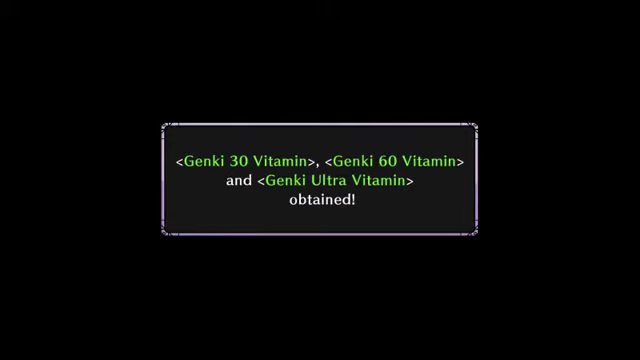 <Genki 30 Vitamin>, <Genki 60 Vitamin>
and <Genki Ultra Vitamin>
obtained!